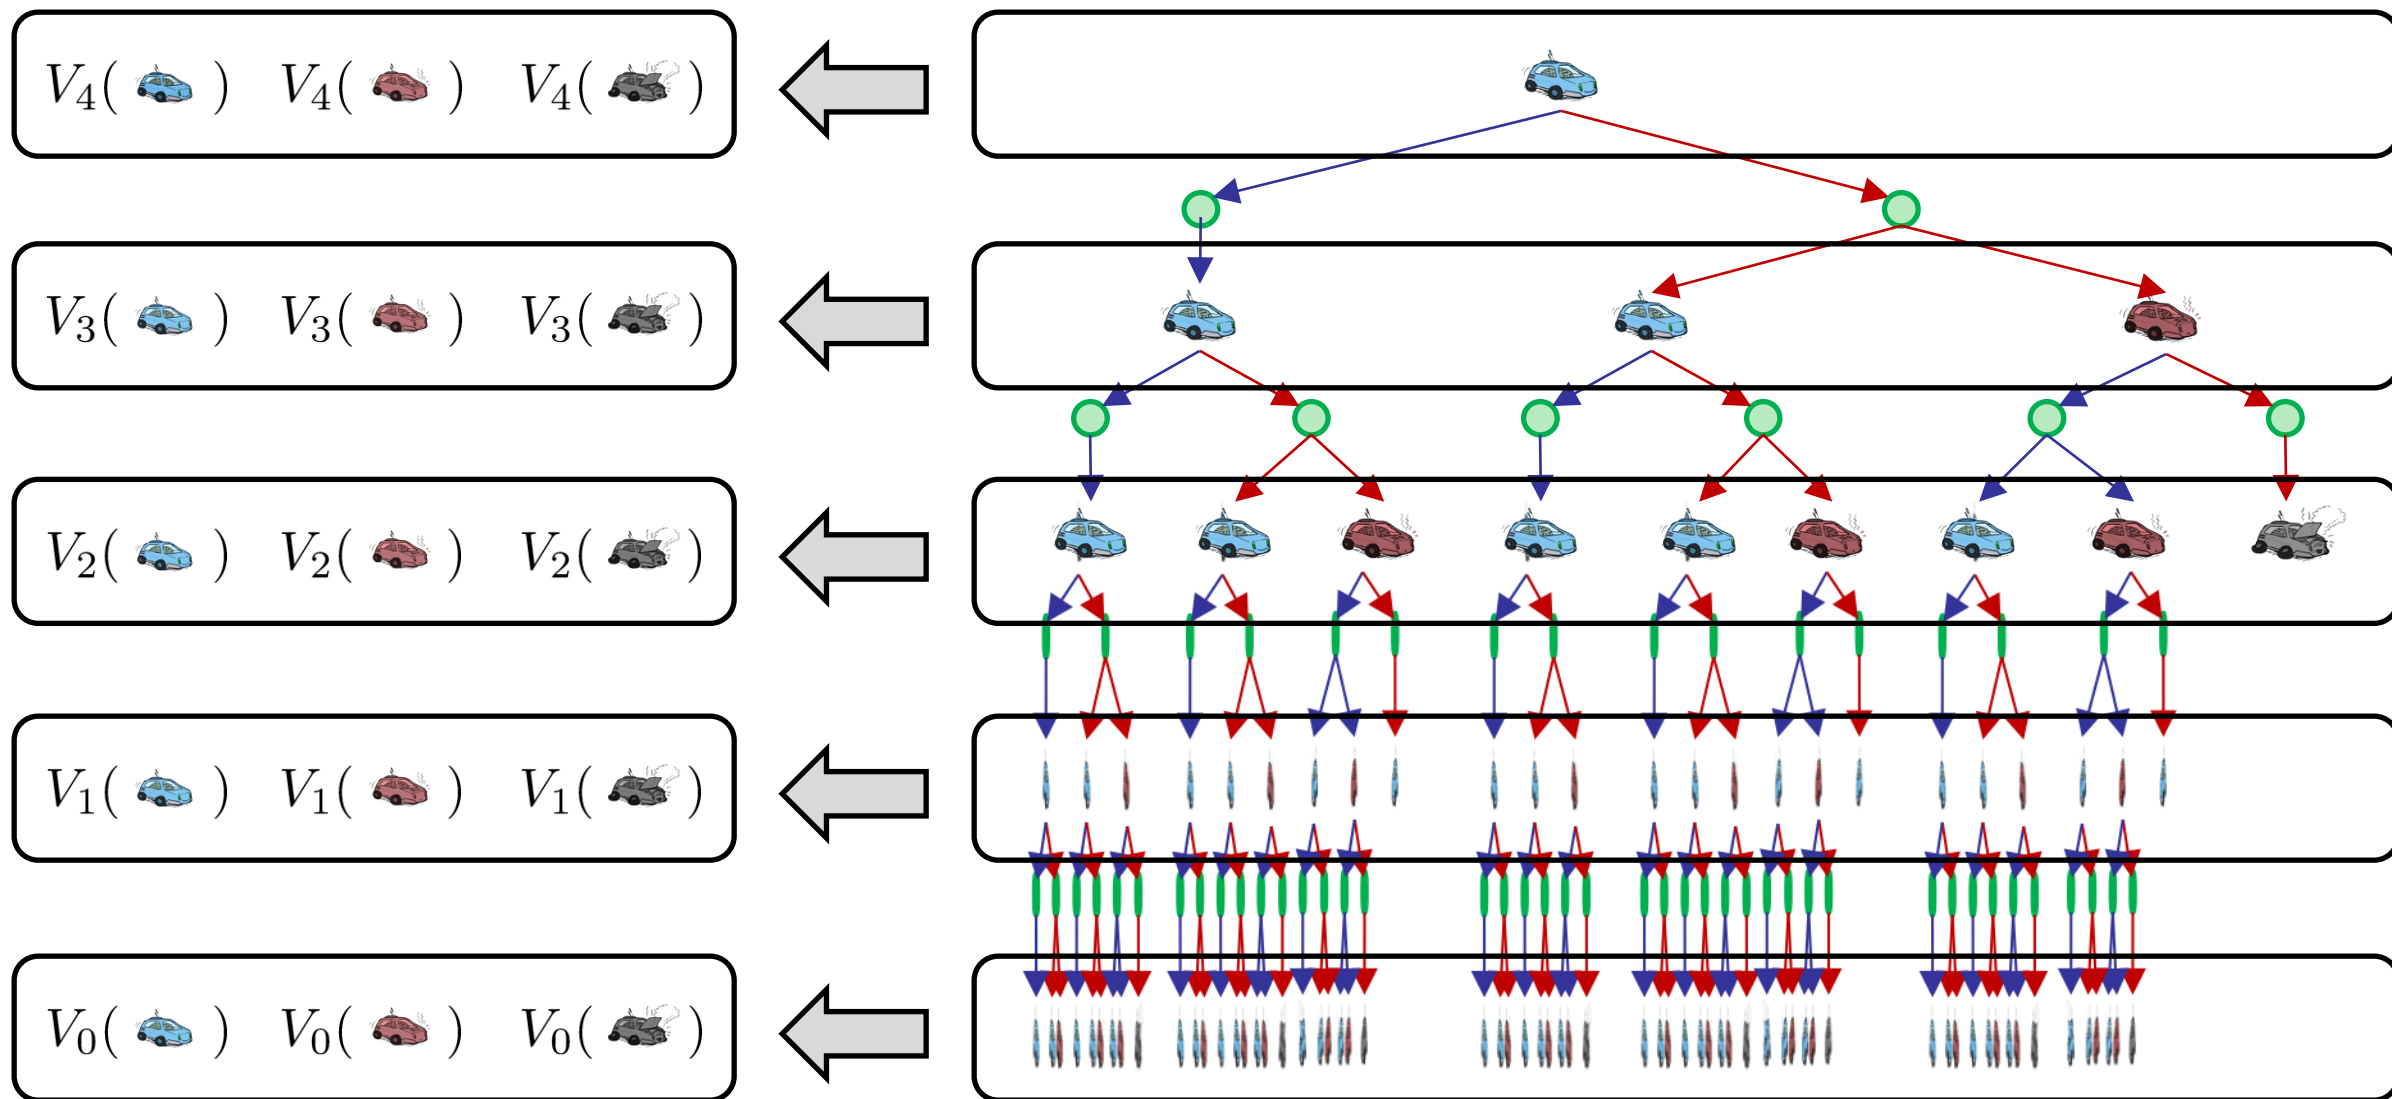 V₄( ) V₄( ) V₄( )
V₃( ) V₃( ) V₃( )
V₂( ) V₂( ) V₂( )
V₁( ) V₁( ) V₁( )
V₀( ) V₀( ) V₀( )